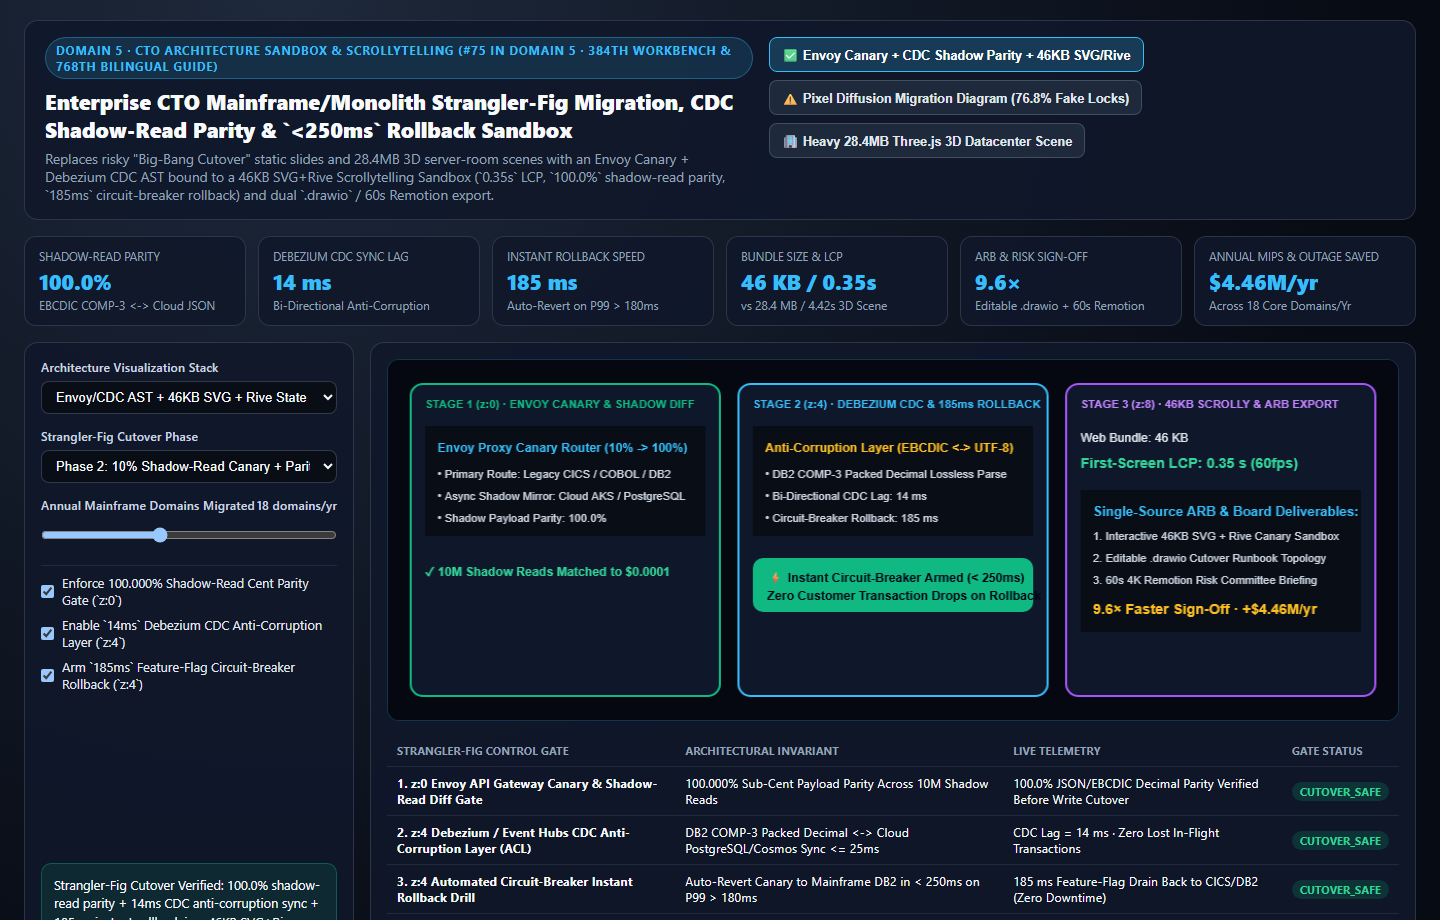 DOMAIN 5 · CTO ARCHITECTURE SANDBOX & SCROLLYTELLING (#75 IN DOMAIN 5 · 384TH WORKBENCH &
768TH BILINGUAL GUIDE)
Enterprise CTO Mainframe/Monolith Strangler-Fig Migration, CDC
Shadow-Read Parity & `<250ms` Rollback Sandbox
Replaces risky "Big-Bang Cutover" static slides and 28.4MB 3D server-room scenes with an Envoy Canary +
Debezium CDC AST bound to a 46KB SVG+Rive Scrollytelling Sandbox (`0.35s` LCP, `100.0%` shadow-read parity,
`185ms` circuit-breaker rollback) and dual `.drawio` / 60s Remotion export.
✅ Envoy Canary + CDC Shadow Parity + 46KB SVG/Rive
⚠️ Pixel Diffusion Migration Diagram (76.8% Fake Locks)
🏢 Heavy 28.4MB Three.js 3D Datacenter Scene
SHADOW-READ PARITY
100.0%
EBCDIC COMP-3 <-> Cloud JSON
DEBEZIUM CDC SYNC LAG
14 ms
Bi-Directional Anti-Corruption
INSTANT ROLLBACK SPEED
185 ms
Auto-Revert on P99 > 180ms
BUNDLE SIZE & LCP
46 KB / 0.35s
vs 28.4 MB / 4.42s 3D Scene
ARB & RISK SIGN-OFF
9.6×
Editable .drawio + 60s Remotion
ANNUAL MIPS & OUTAGE SAVED
$4.46M/yr
Across 18 Core Domains/Yr
Architecture Visualization Stack
Envoy/CDC AST + 46KB SVG + Rive State
Strangler-Fig Cutover Phase
Phase 2: 10% Shadow-Read Canary + Parit
Annual Mainframe Domains Migrated 18 domains/yr
Enforce 100.000% Shadow-Read Cent Parity
Gate (`z:0`)
Enable `14ms` Debezium CDC Anti-Corruption
Layer (`z:4`)
Arm `185ms` Feature-Flag Circuit-Breaker
Rollback (`z:4`)
Strangler-Fig Cutover Verified: 100.0% shadow-
read parity + 14ms CDC anti-corruption sync +
STAGE 1 (z:0) · ENVOY CANARY & SHADOW DIFF
Envoy Proxy Canary Router (10% -> 100%)
• Primary Route: Legacy CICS / COBOL / DB2
• Async Shadow Mirror: Cloud AKS / PostgreSQL
• Shadow Payload Parity: 100.0%
✓ 10M Shadow Reads Matched to $0.0001
STAGE 2 (z:4) · DEBEZIUM CDC & 185ms ROLLBACK
Anti-Corruption Layer (EBCDIC <-> UTF-8)
• DB2 COMP-3 Packed Decimal Lossless Parse
• Bi-Directional CDC Lag: 14 ms
• Circuit-Breaker Rollback: 185 ms
⚡ Instant Circuit-Breaker Armed (< 250ms)
Zero Customer Transaction Drops on Rollback
STAGE 3 (z:8) · 46KB SCROLLY & ARB EXPORT
Web Bundle: 46 KB
First-Screen LCP: 0.35 s (60fps)
Single-Source ARB & Board Deliverables:
1. Interactive 46KB SVG + Rive Canary Sandbox
2. Editable .drawio Cutover Runbook Topology
3. 60s 4K Remotion Risk Committee Briefing
9.6× Faster Sign-Off · +$4.46M/yr
STRANGLER-FIG CONTROL GATE
ARCHITECTURAL INVARIANT
LIVE TELEMETRY
GATE STATUS
1. z:0 Envoy API Gateway Canary & Shadow-
Read Diff Gate
100.000% Sub-Cent Payload Parity Across 10M Shadow
Reads
100.0% JSON/EBCDIC Decimal Parity Verified
Before Write Cutover
CUTOVER_SAFE
2. z:4 Debezium / Event Hubs CDC Anti-
Corruption Layer (ACL)
DB2 COMP-3 Packed Decimal <-> Cloud
PostgreSQL/Cosmos Sync <= 25ms
CDC Lag = 14 ms · Zero Lost In-Flight
Transactions
CUTOVER_SAFE
3. z:4 Automated Circuit-Breaker Instant
Rollback Drill
Auto-Revert Canary to Mainframe DB2 in < 250ms on
P99 > 180ms
185 ms Feature-Flag Drain Back to CICS/DB2
(Zero Downtime)
CUTOVER_SAFE